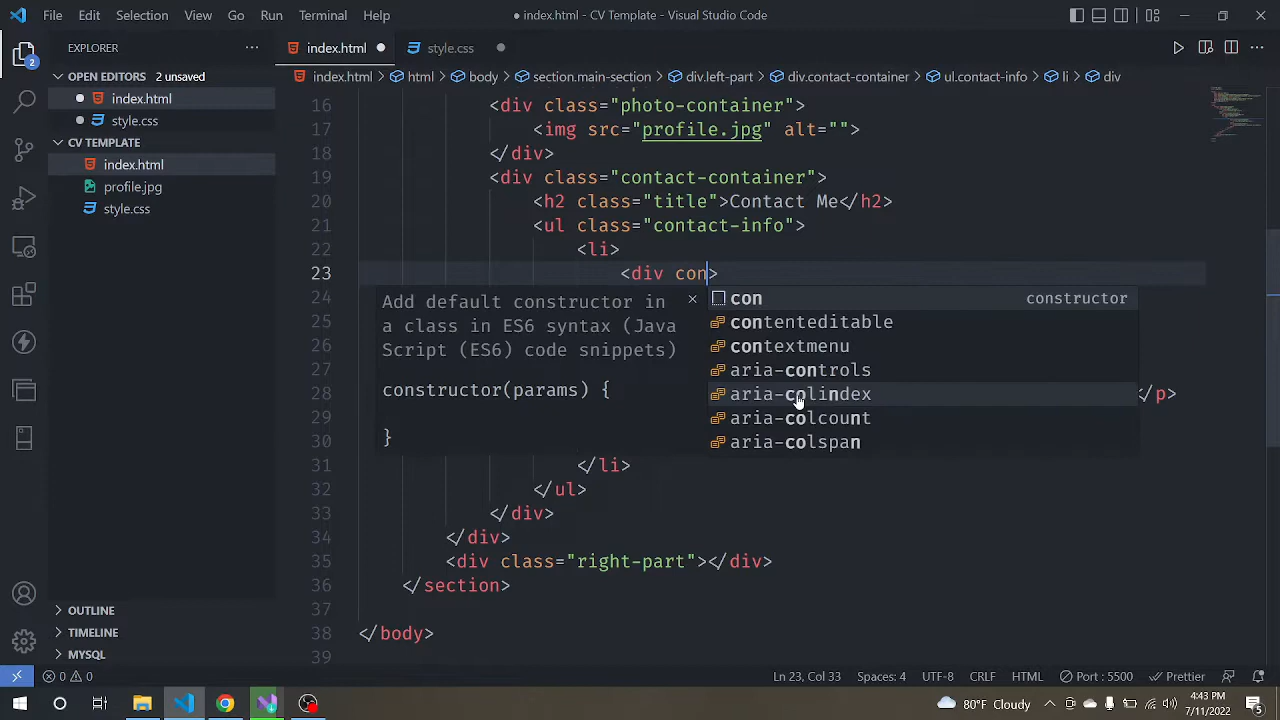 File Edit Selection View Go Run Terminal Help
● index.html - CV Template - Visual Studio Code
EXPLORER
index.html
style.css
OPEN EDITORS 2 unsaved
index.html > html > body > section.main-section > div.left-part > div.contact-container > ul.contact-info > li > div
index.html
style.css
CV TEMPLATE
index.html
profile.jpg
style.css
2
16 <div class="photo-container">
17 <img src="profile.jpg" alt="">
18 </div>
19 <div class="contact-container">
20 <h2 class="title">Contact Me</h2>
21 <ul class="contact-info">
22 <li>
23 <div con>
24
25
26
27
28 </p>
29
30
31 </li>
32 </ul>
33 </div>
34 </div>
35 <div class="right-part"></div>
36 </section>
37
38 </body>
39
Add default constructor in
a class in ES6 syntax (Java
Script (ES6) code snippets)
constructor(params) {
}
con constructor
contenteditable
contextmenu
aria-controls
aria-colindex
aria-colcount
aria-colspan
OUTLINE
TIMELINE
MYSQL
0 0
Ln 23, Col 33 Spaces: 4 UTF-8 CRLF HTML Port : 5500 Prettier
88°F Cloudy
4:43 PM
7/11/2022
5